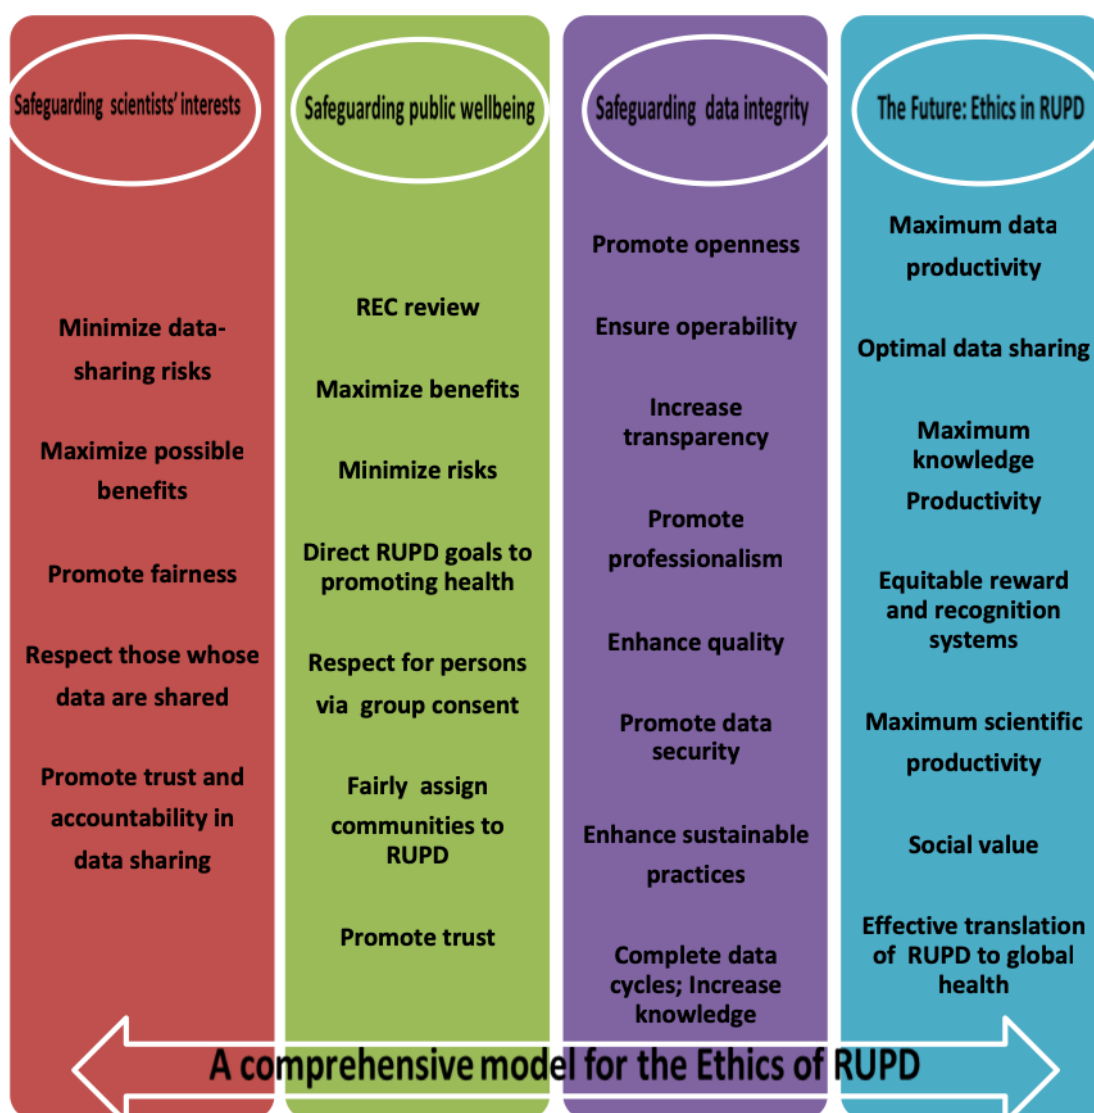 Safeguarding scientists' interests
Minimize data-
sharing risks
Maximize possible
benefits
Promote fairness
Respect those whose
data are shared
Promote trust and
accountability in
data sharing
Safeguarding public wellbeing
REC review
Maximize benefits
Minimize risks
Direct RUPD goals to
promoting health
Respect for persons
via group consent
Fairly assign
communities to
RUPD
Promote trust
Safeguarding data integrity
Promote openness
Ensure operability
Increase
transparency
Promote
professionalism
Enhance quality
Promote data
security
Enhance sustainable
practices
Complete data
cycles; Increase
knowledge
The Future: Ethics in RUPD
Maximum data
productivity
Optimal data sharing
Maximum
knowledge
Productivity
Equitable reward
and recognition
systems
Maximum scientific
productivity
Social value
Effective translation
of RUPD to global
health
A comprehensive model for the Ethics of RUPD